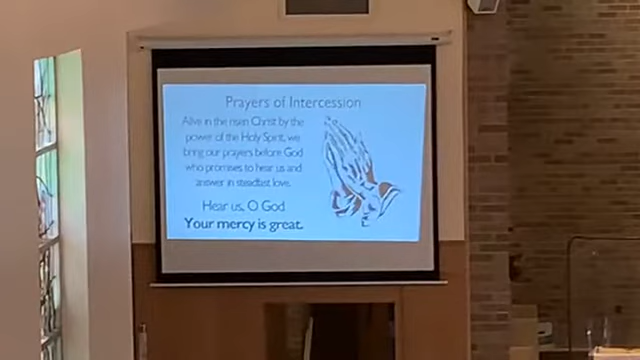 Prayers of Intercession
Alive in the risen Christ by the
power of the Holy Spirit, we
bring our prayers before God
who promises to hear us and
answer in steadfast love.
Hear us, O God
Your mercy is great.